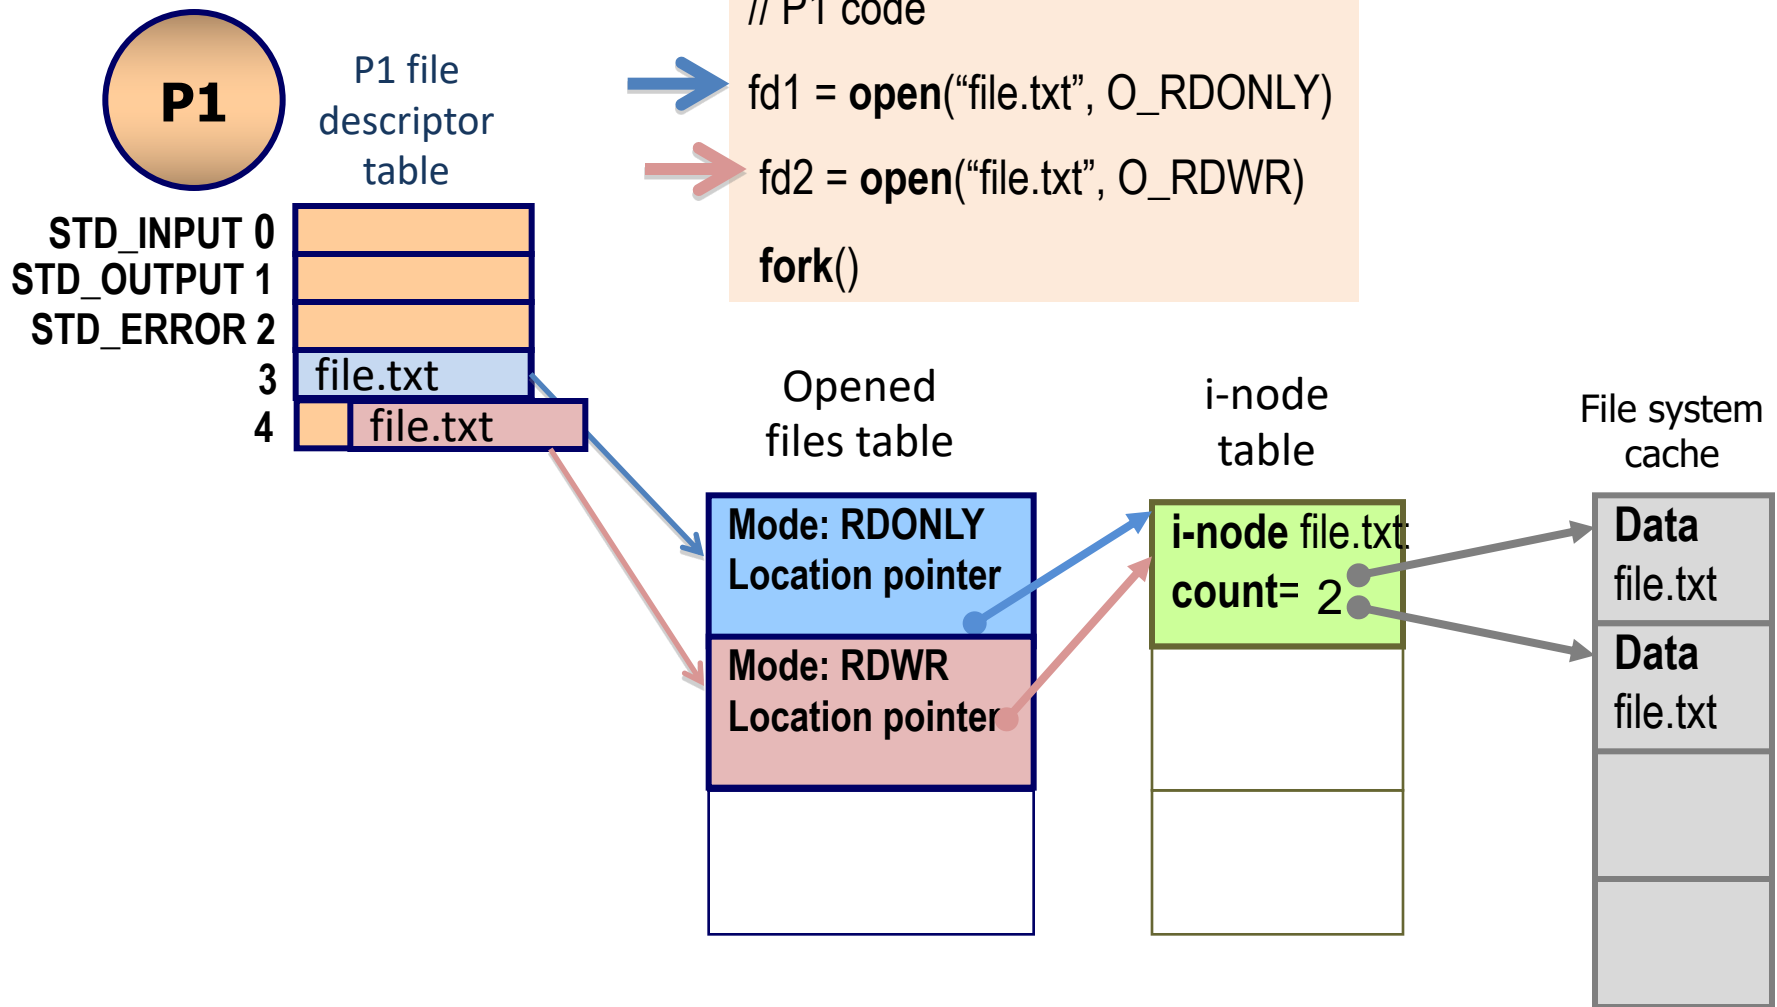 // P1 code
fd1 = open(“file.txt”, O_RDONLY)
fd2 = open(“file.txt”, O_RDWR)
fork()
P1
P1 file
descriptor
table
STD_INPUT 0
STD_OUTPUT 1
STD_ERROR 2
3 file.txt
4 file.txt
Opened
files table
Mode: RDONLY
Location pointer
Mode: RDWR
Location pointer
i-node
table
i-node file.txt:
count= 2
File system
cache
Data
file.txt
Data
file.txt